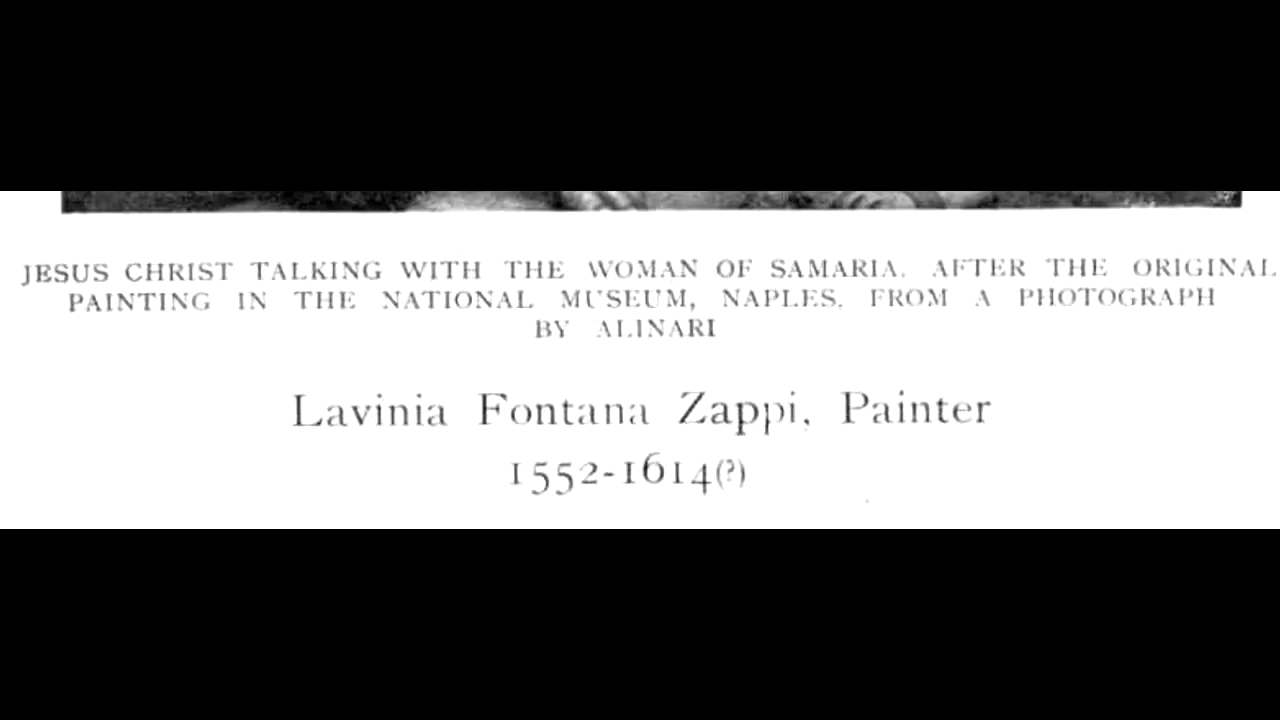 JESUS CHRIST TALKING WITH THE WOMAN OF SAMARIA. AFTER THE ORIGINAL
PAINTING IN THE NATIONAL MUSEUM, NAPLES. FROM A PHOTOGRAPH
BY ALINARI
Lavinia Fontana Zappi, Painter
1552-1614(?)